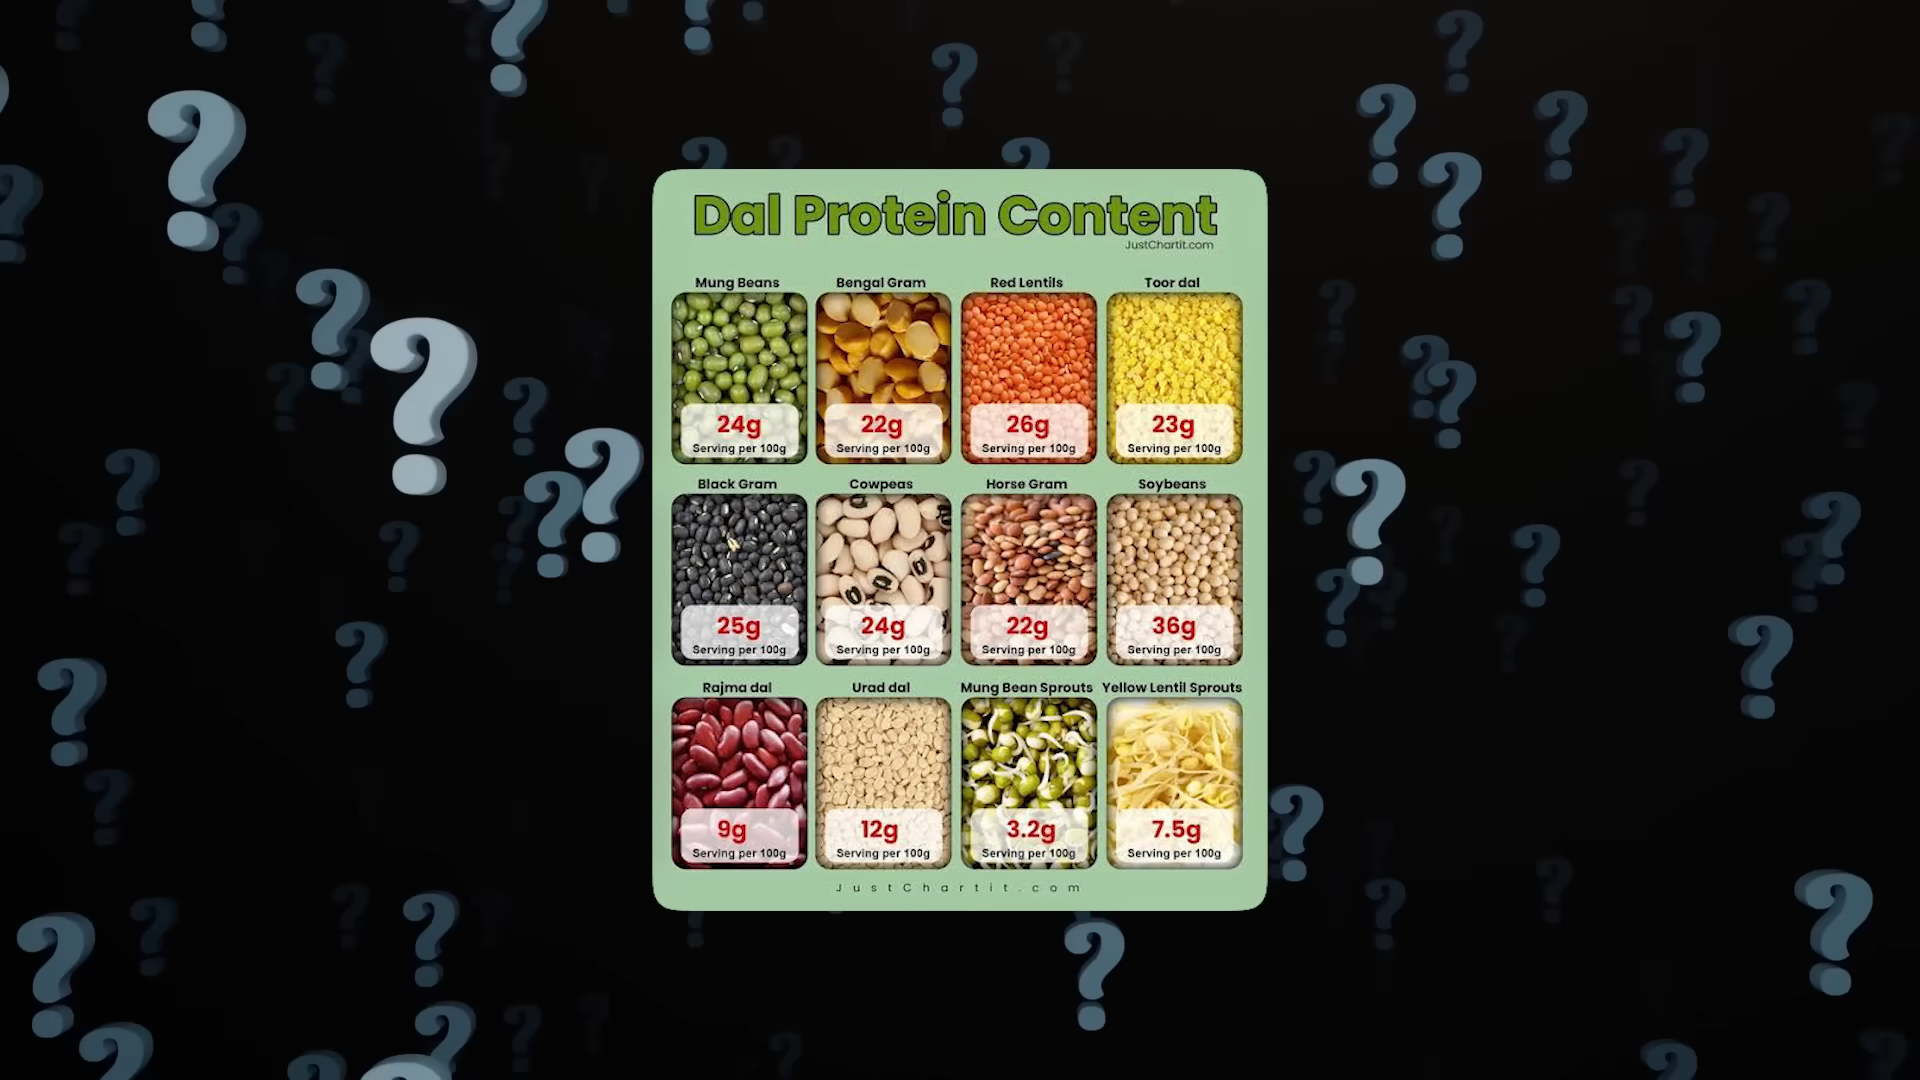 Dal Protein Content
JustChartit.com
Mung Beans Bengal Gram Red Lentils Toor dal
24g 22g 26g 23g
Serving per 100g Serving per 100g Serving per 100g Serving per 100g
Black Gram Cowpeas Horse Gram Soybeans
25g 24g 22g 36g
Serving per 100g Serving per 100g Serving per 100g Serving per 100g
Rajma dal Urad dal Mung Bean Sprouts Yellow Lentil Sprouts
9g 12g 3.2g 7.5g
Serving per 100g Serving per 100g Serving per 100g Serving per 100g
JustChartit.com